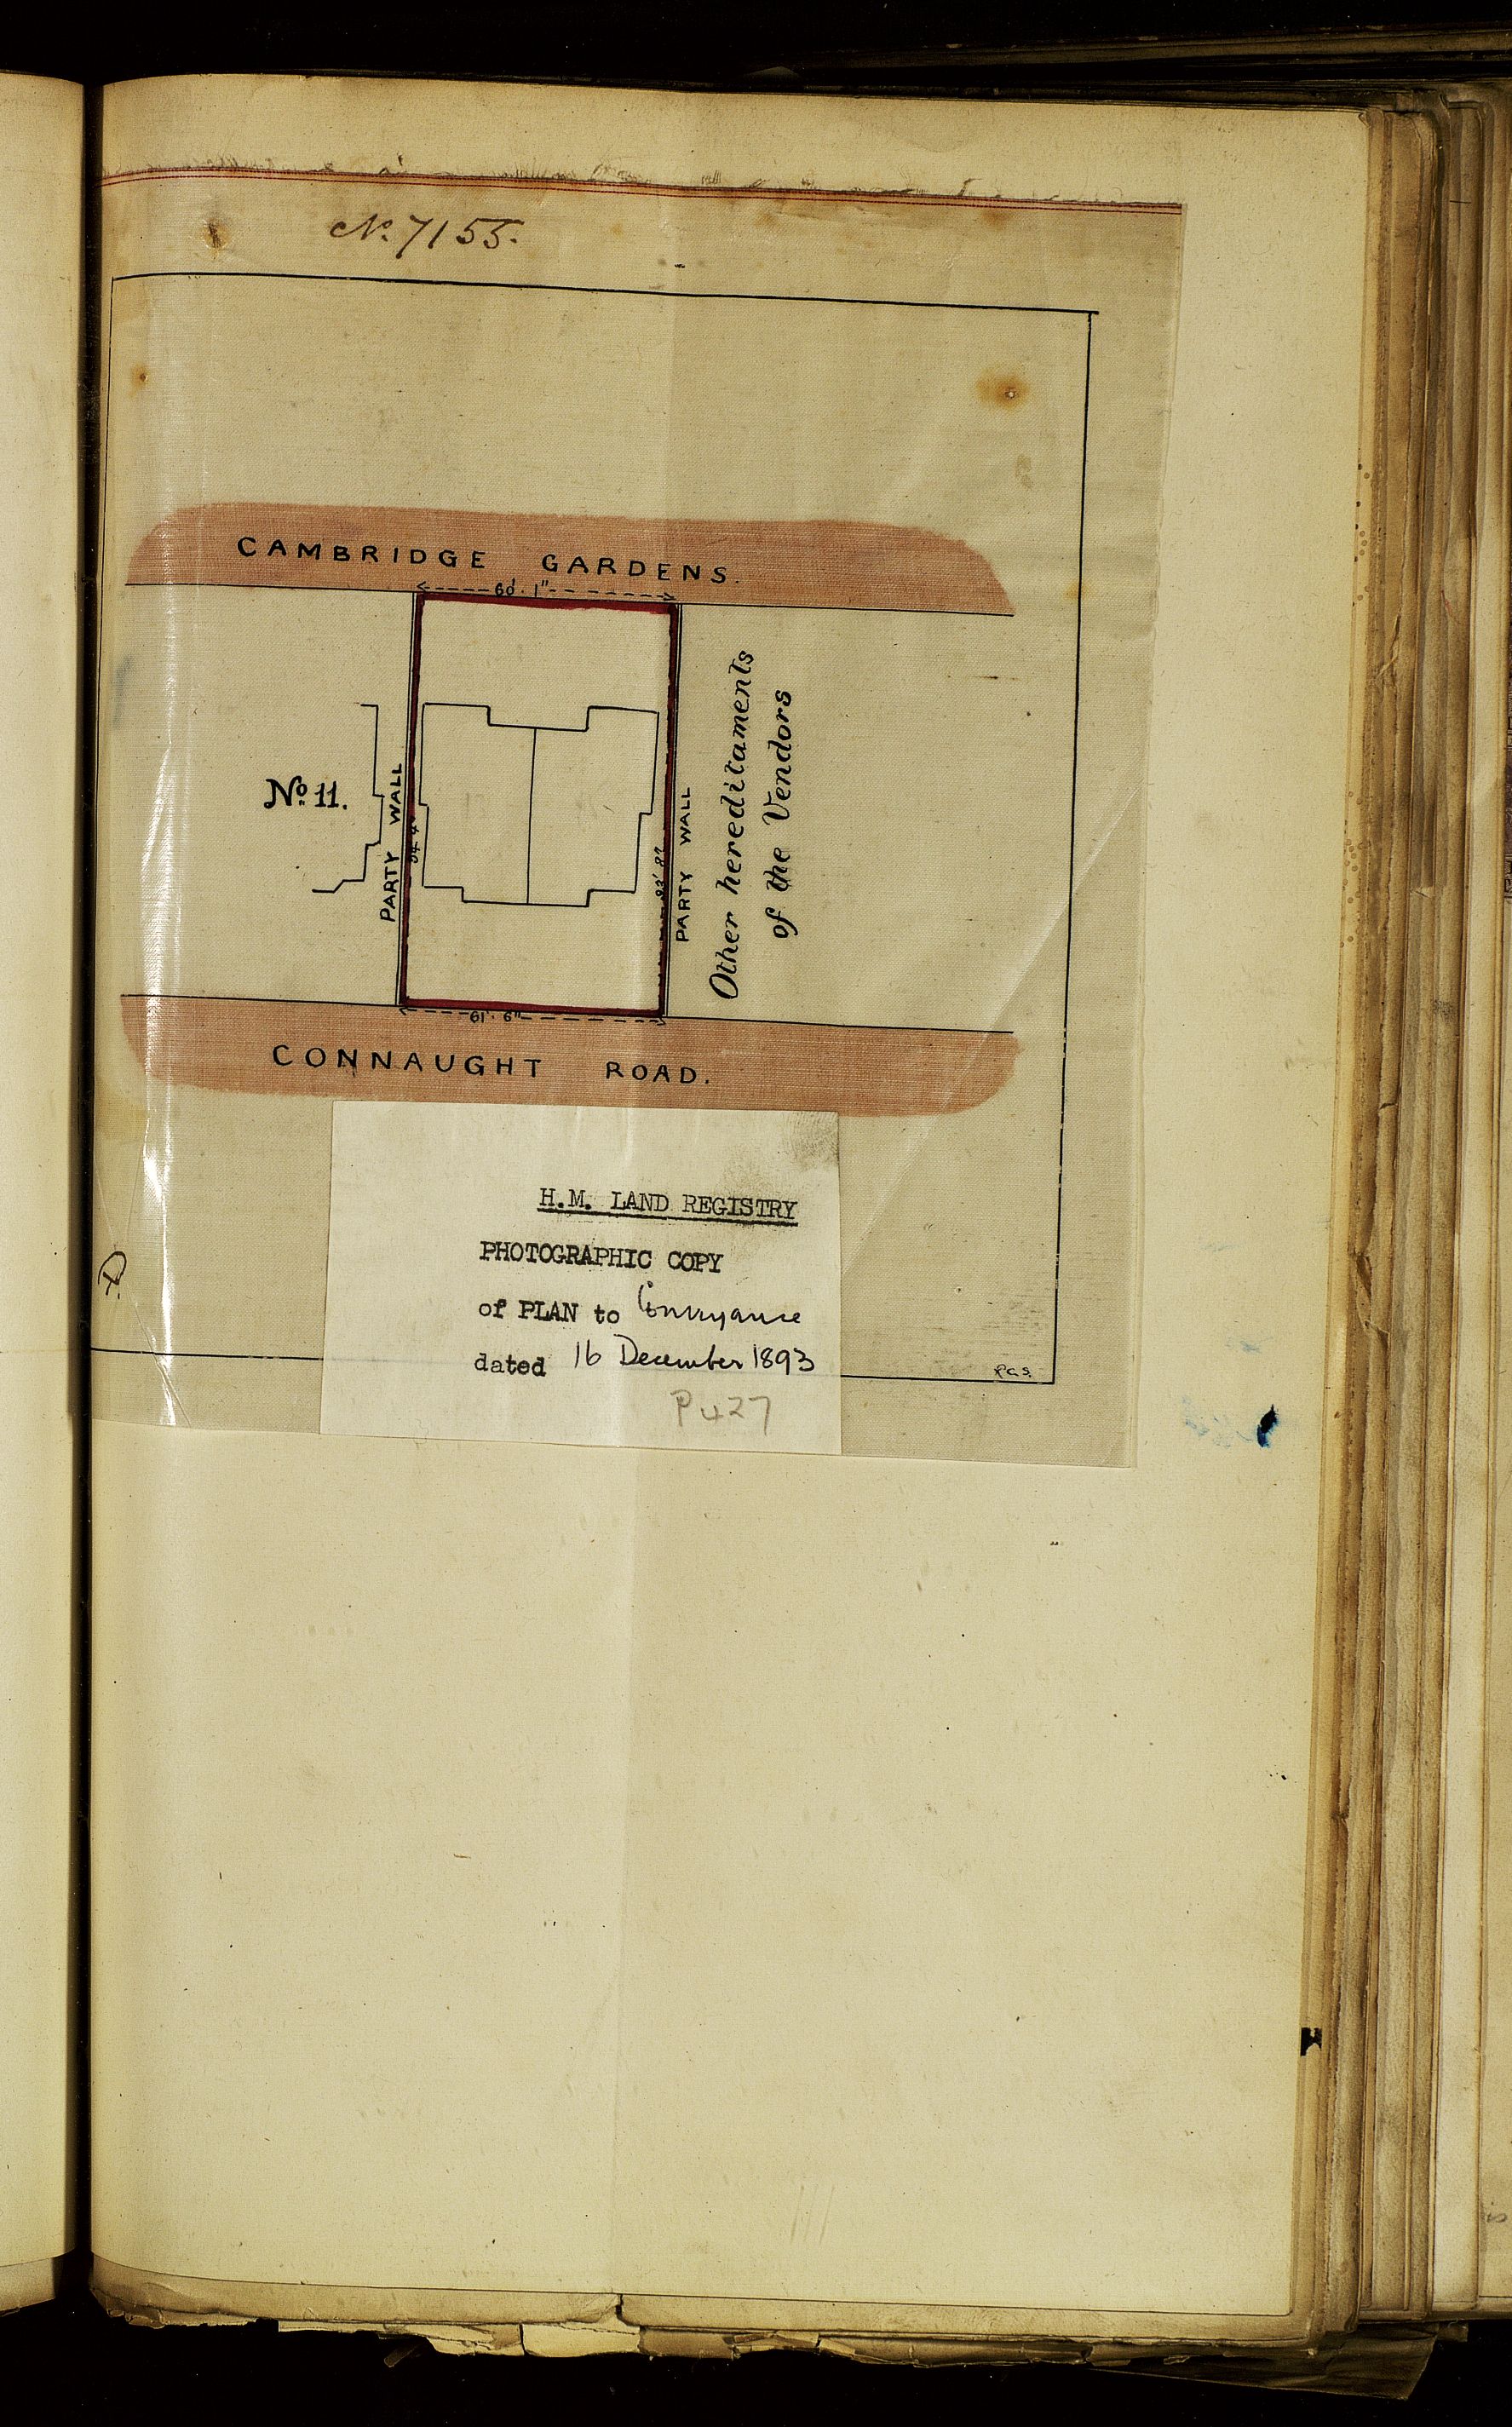 No. 7155.
CAMBRIDGE GARDENS.
60'. 1"
No. 11.
PARTY WALL
PARTY WALL
Other hereditaments
of the Vendors
61'. 6"
CONNAUGHT ROAD.
H.M. LAND REGISTRY
PHOTOGRAPHIC COPY
of PLAN to Conveyance
dated 16 December 1893
P427